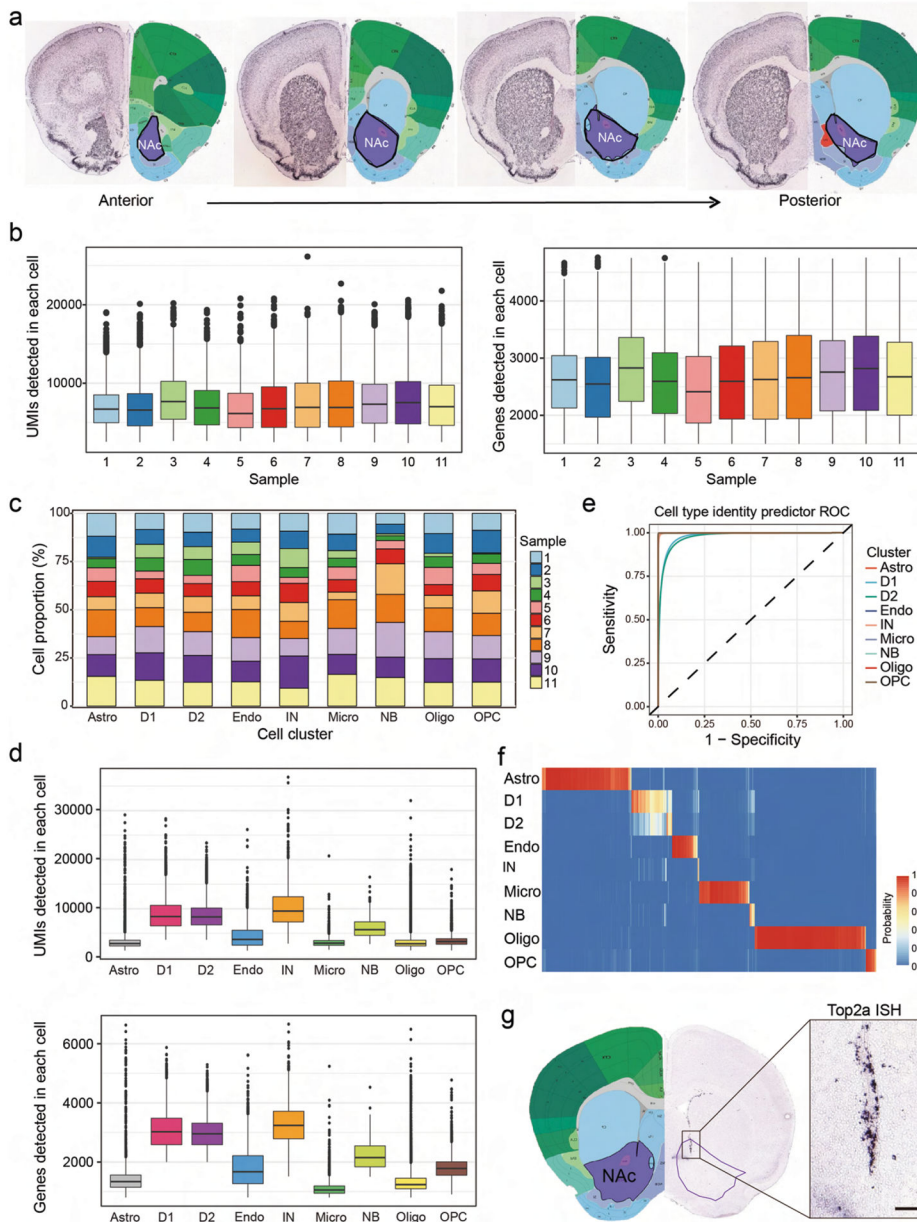 a
NAc
NAc
NAc
NAc
Anterior
Posterior
b
UMIs detected in each cell
20000
10000
0
1 2 3 4 5 6 7 8 9 10 11
Sample
Genes detected in each cell
4000
3000
2000
1 2 3 4 5 6 7 8 9 10 11
Sample
c
Cell proportion (%)
100
75
50
25
0
Astro D1 D2 Endo IN Micro NB Oligo OPC
Cell cluster
Sample
1
2
3
4
5
6
7
8
9
10
11
e
Cell type identity predictor ROC
Sensitivity
1.00
0.75
0.50
0.25
0.00
0.00 0.25 0.50 0.75 1.00
1 − Specificity
Cluster
Astro
D1
D2
Endo
IN
Micro
NB
Oligo
OPC
d
UMIs detected in each cell
30000
20000
10000
0
Astro D1 D2 Endo IN Micro NB Oligo OPC
Genes detected in each cell
6000
4000
2000
Astro D1 D2 Endo IN Micro NB Oligo OPC
f
Astro
D1
D2
Endo
IN
Micro
NB
Oligo
OPC
Probability
g
Top2a ISH
NAc